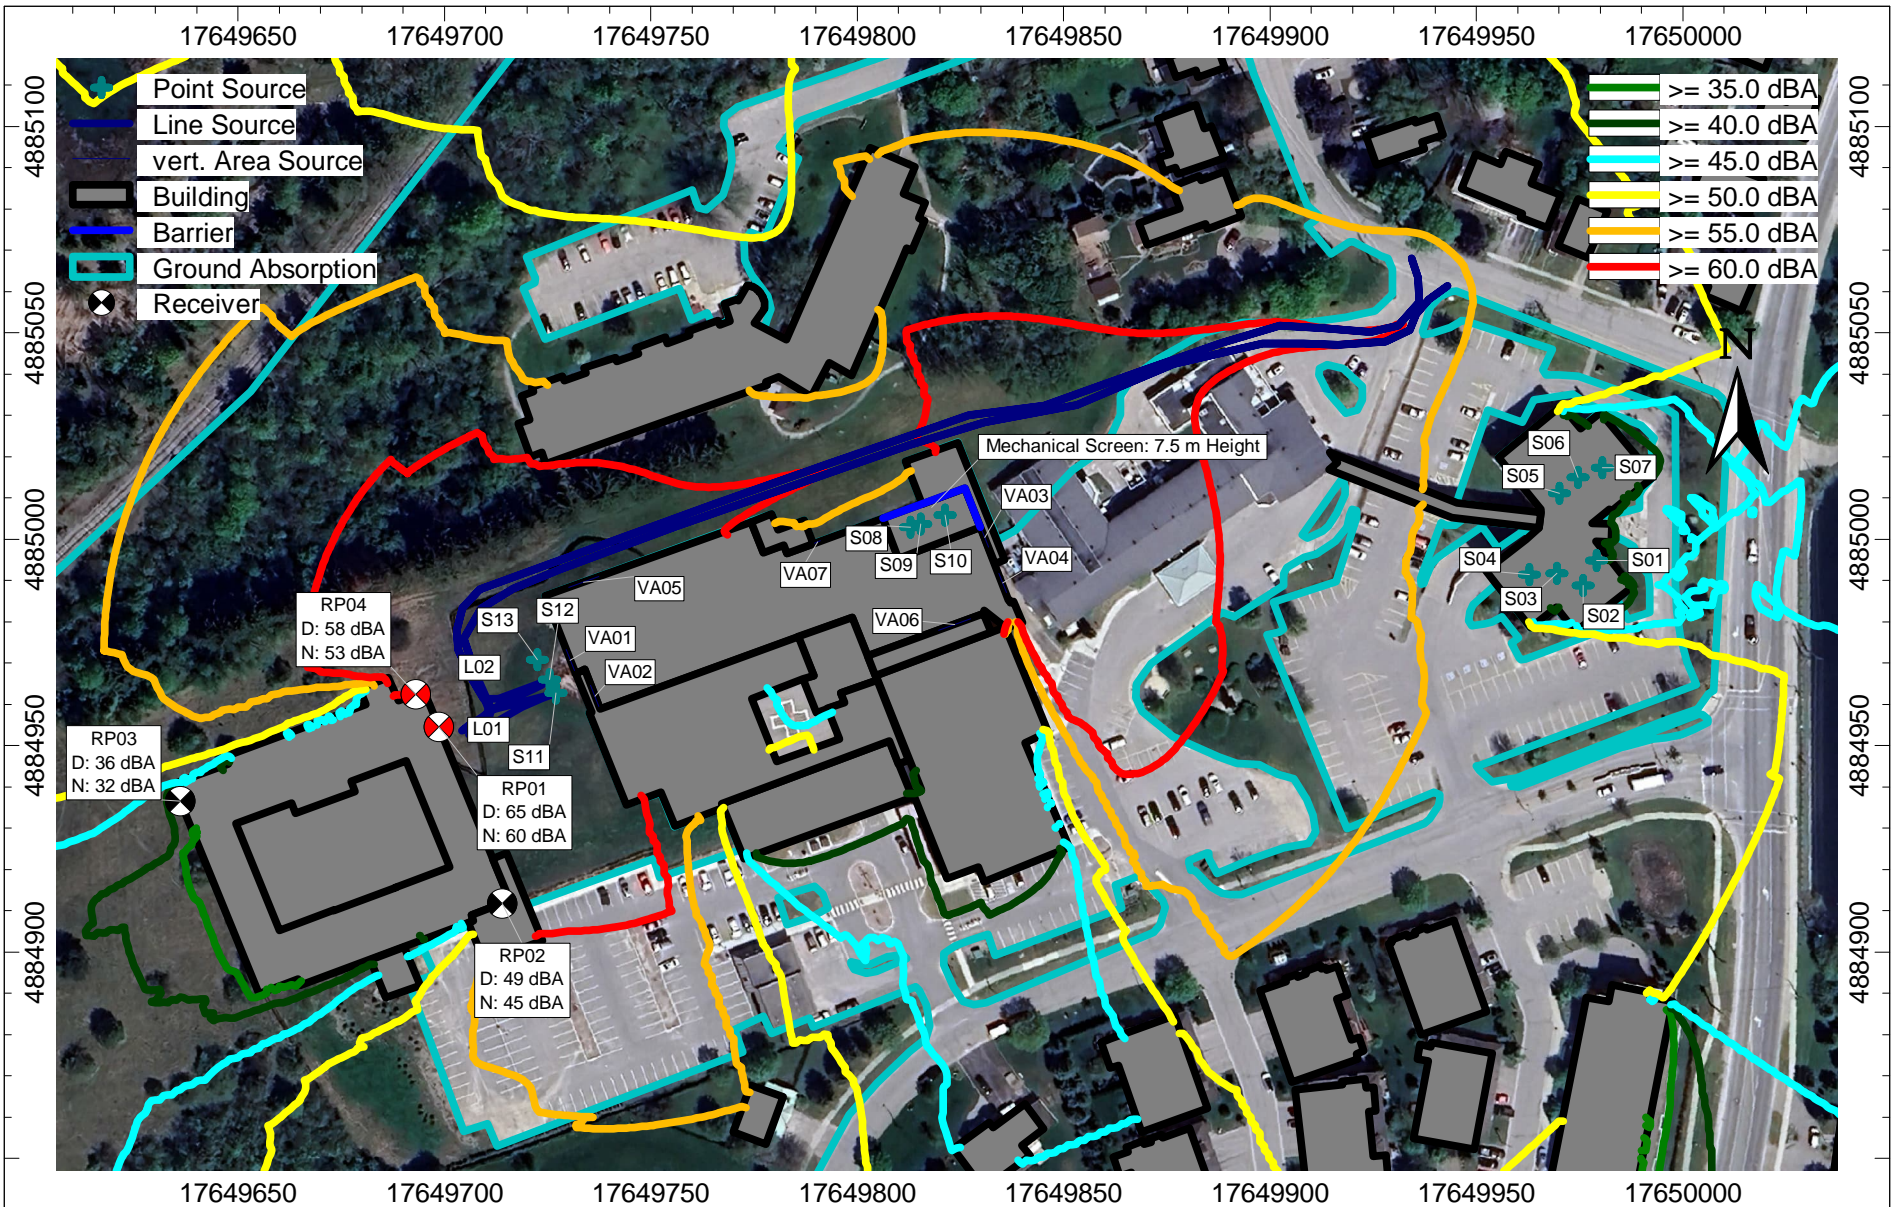 17649650 17649700 17649750 17649800 17649850 17649900 17649950 17650000
4885100
4885050
4885000
4884950
4884900
Point Source
Line Source
vert. Area Source
Building
Barrier
Ground Absorption
Receiver
>= 35.0 dBA
>= 40.0 dBA
>= 45.0 dBA
>= 50.0 dBA
>= 55.0 dBA
>= 60.0 dBA
N
Mechanical Screen: 7.5 m Height
S06
S05
S07
S04
S03
S01
S02
VA03
VA04
S08
S09
S10
VA07
VA05
VA06
S13
S12
VA01
VA02
L02
L01
S11
RP04
D: 58 dBA
N: 53 dBA
RP03
D: 36 dBA
N: 32 dBA
RP01
D: 65 dBA
N: 60 dBA
RP02
D: 49 dBA
N: 45 dBA
4885100
4885050
4885000
4884950
4884900
17649650 17649700 17649750 17649800 17649850 17649900 17649950 17650000